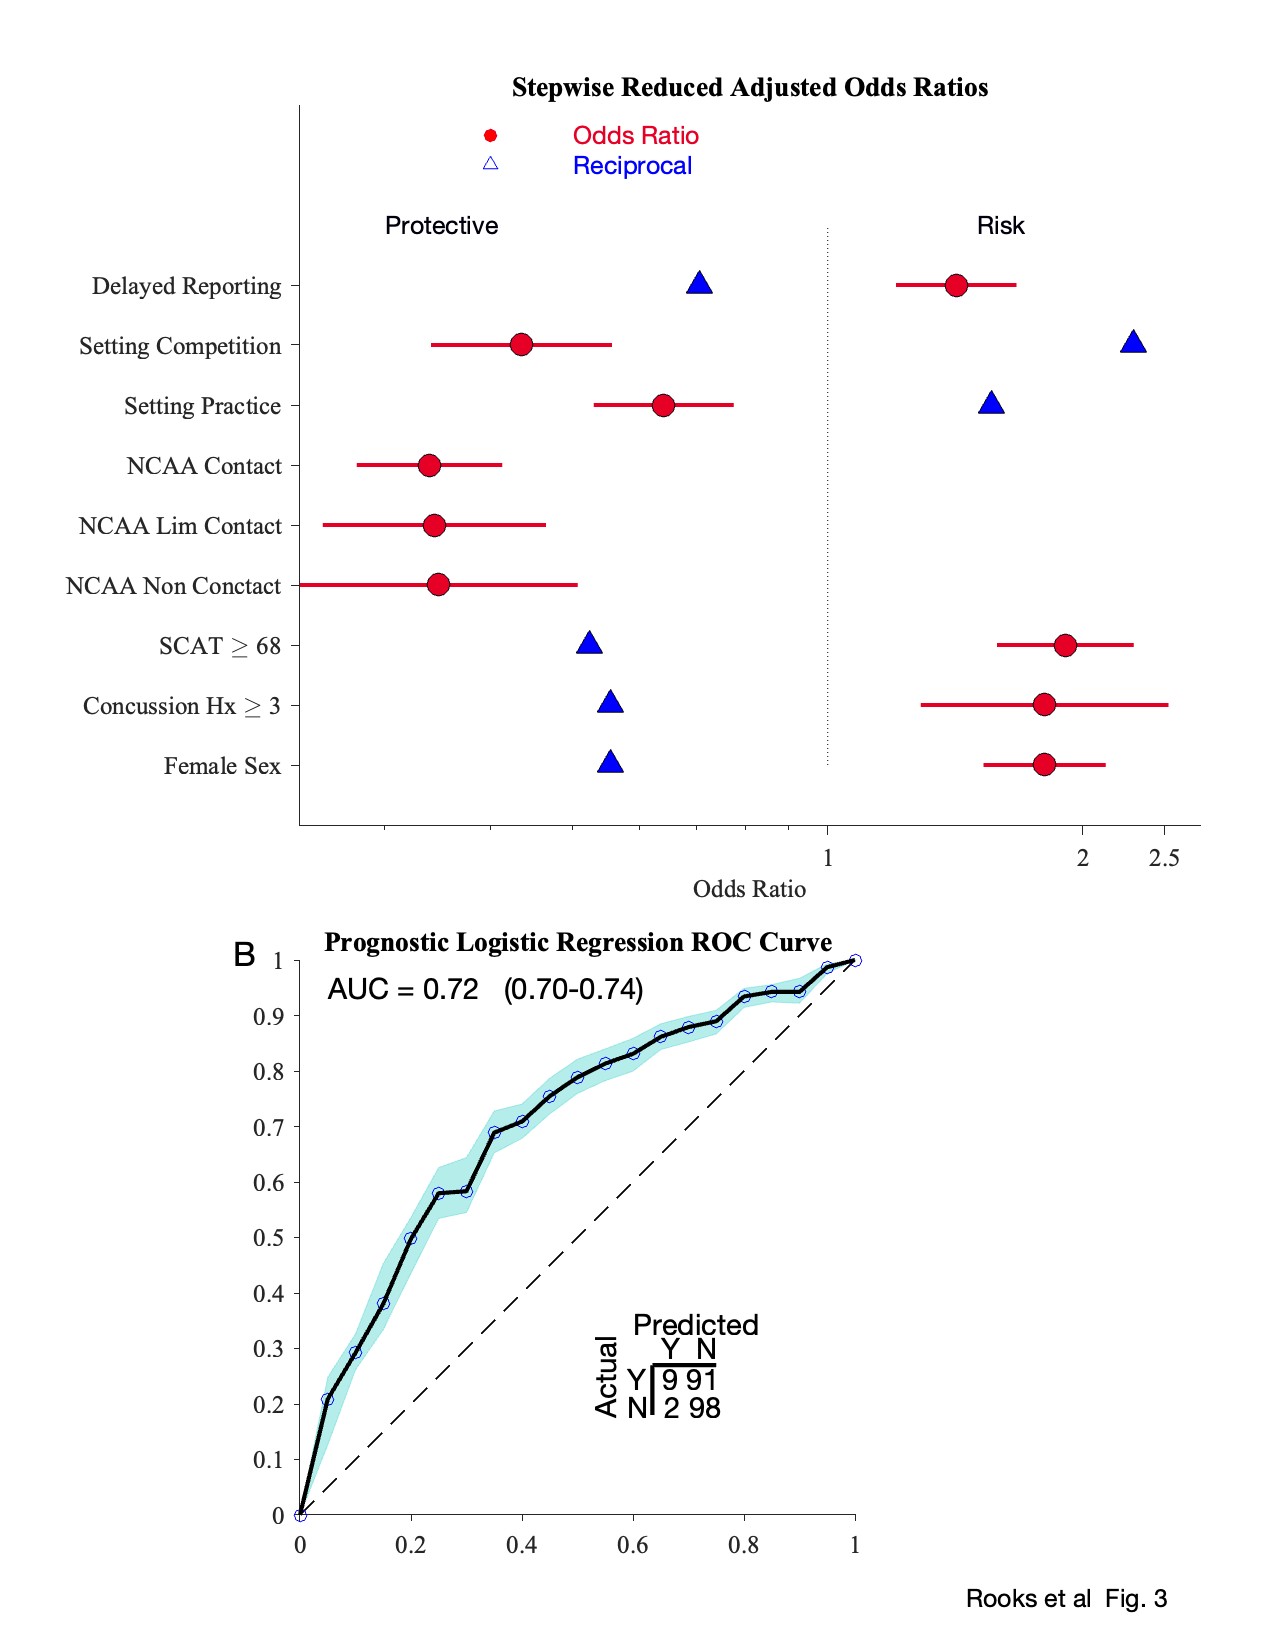 Stepwise Reduced Adjusted Odds Ratios
Odds Ratio
Reciprocal
Protective Risk
Delayed Reporting
Setting Competition
Setting Practice
NCAA Contact
NCAA Lim Contact
NCAA Non Conctact
SCAT ≥ 68
Concussion Hx ≥ 3
Female Sex
1 2 2.5
Odds Ratio
B Prognostic Logistic Regression ROC Curve
AUC = 0.72 (0.70-0.74)
1
0.9
0.8
0.7
0.6
0.5
0.4
0.3
0.2
0.1
0
Predicted
Actual
Y N
Y 9 91
N 2 98
0 0.2 0.4 0.6 0.8 1
Rooks et al Fig. 3